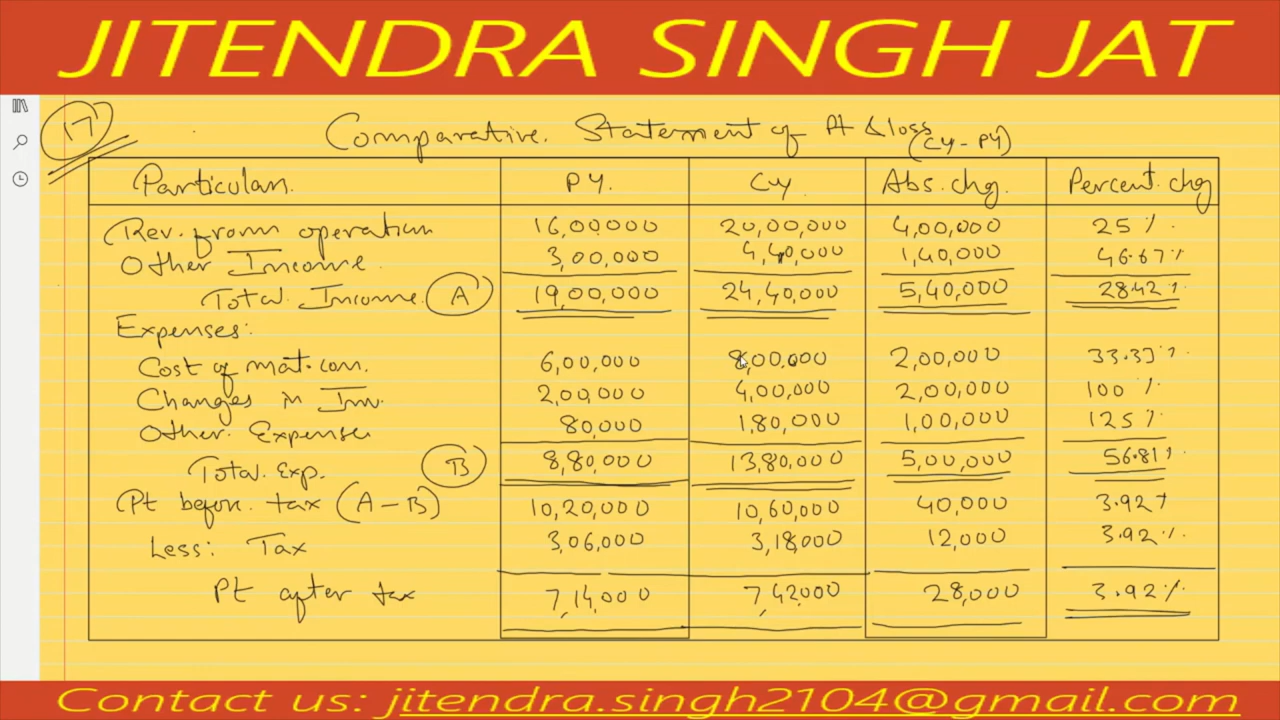 JITENDRA SINGH JAT
17
Comparative Statement of Pt & loss
(CY - PY)
Particulars. PY. CY Abs. chg. Percent. chg
Rev. from operation 16,00,000 20,00,000 4,00,000 25 %
Other Income 3,00,000 4,40,000 1,40,000 46.67 %
Total Income (A) 19,00,000 24,40,000 5,40,000 28.42 %
Expenses:
Cost of mat. con. 6,00,000 8,00,000 2,00,000 33.33 %
Changes in Inv. 2,00,000 4,00,000 2,00,000 100 %
Other Expenses 80,000 1,80,000 1,00,000 125 %
Total. Exp. (B) 8,80,000 13,80,000 5,00,000 56.81 %
Pt before tax (A - B) 10,20,000 10,60,000 40,000 3.92 %
Less: Tax 3,06,000 3,18,000 12,000 3.92 %
Pt after tax 7,14,000 7,42,000 28,000 3.92 %
Contact us: jitendra.singh2104@gmail.com